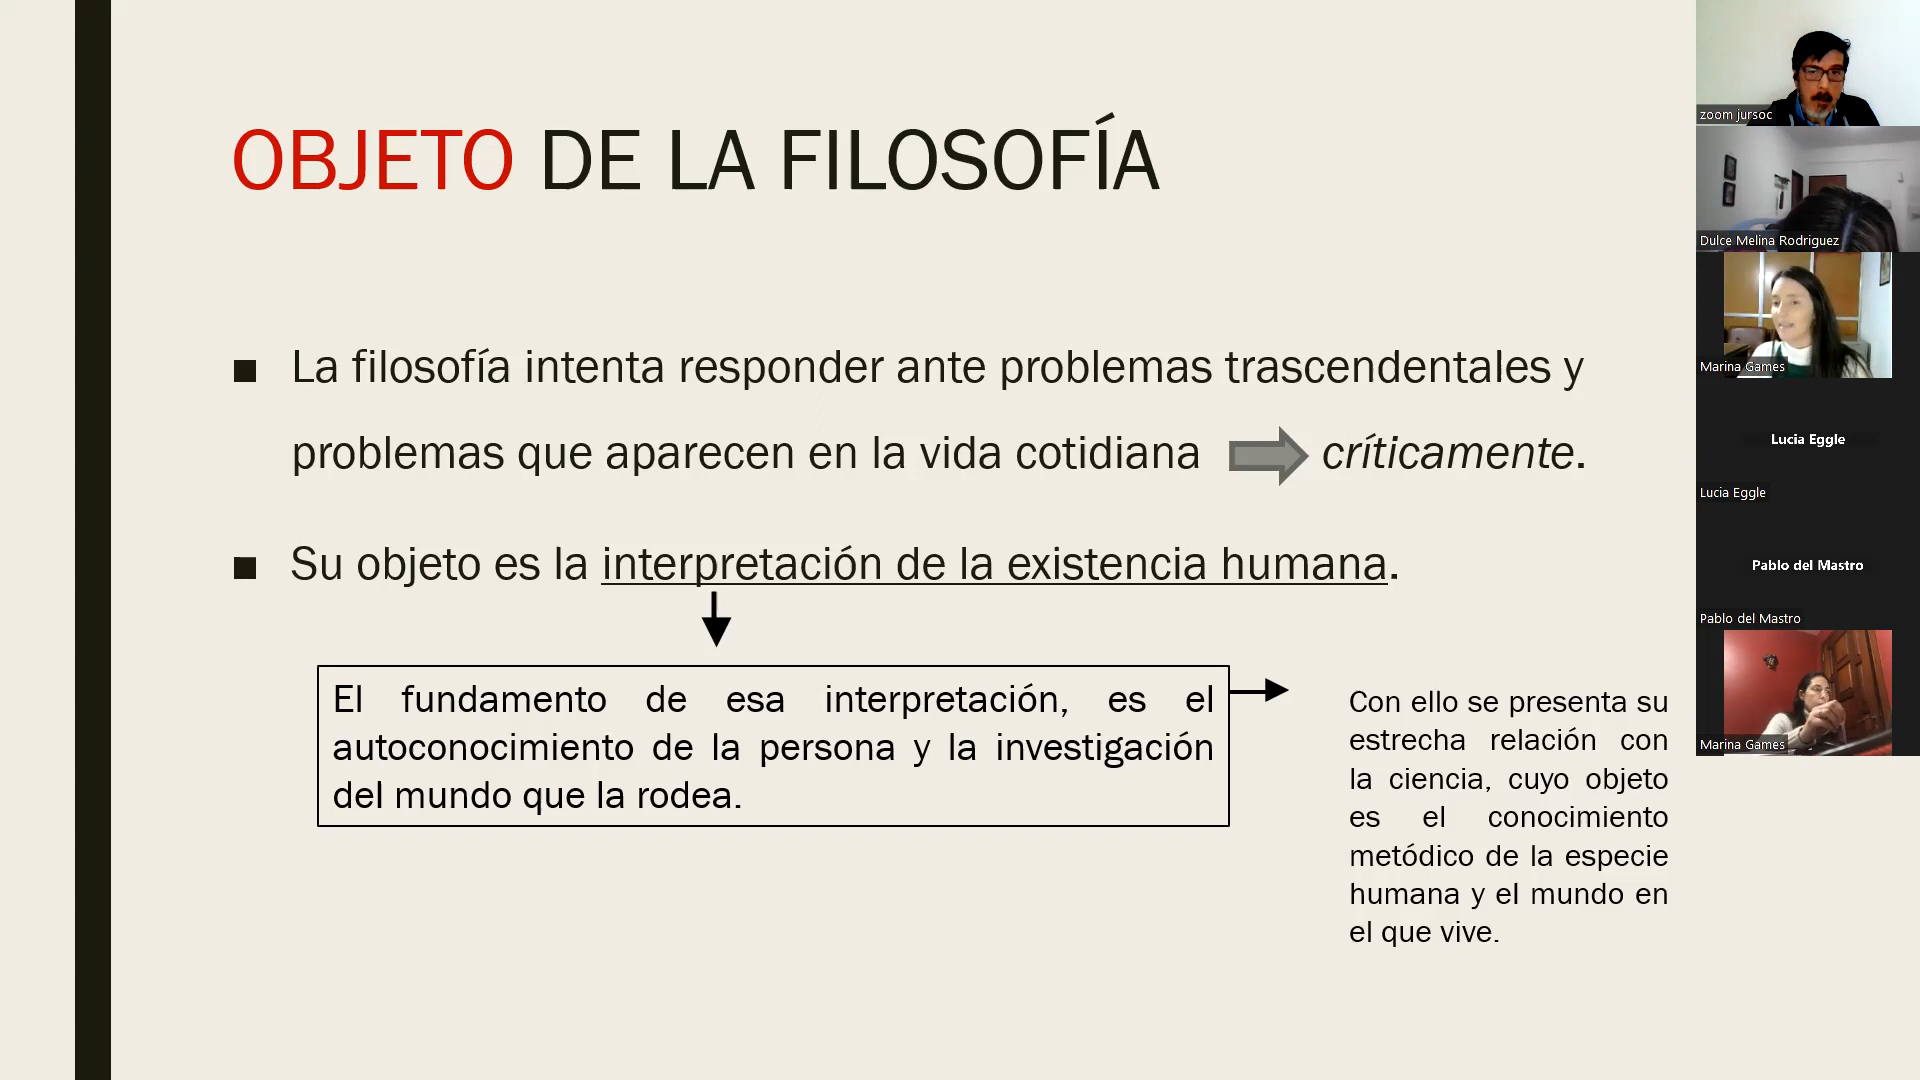 OBJETO DE LA FILOSOFÍA
■ La filosofía intenta responder ante problemas trascendentales y
problemas que aparecen en la vida cotidiana críticamente.
■ Su objeto es la interpretación de la existencia humana.
El fundamento de esa interpretación, es el
autoconocimiento de la persona y la investigación
del mundo que la rodea.
Con ello se presenta su
estrecha relación con
la ciencia, cuyo objeto
es el conocimiento
metódico de la especie
humana y el mundo en
el que vive.
zoom jursoc
Dulce Melina Rodriguez
Marina Games
Lucia Eggle
Lucia Eggle
Pablo del Mastro
Pablo del Mastro
Marina Games